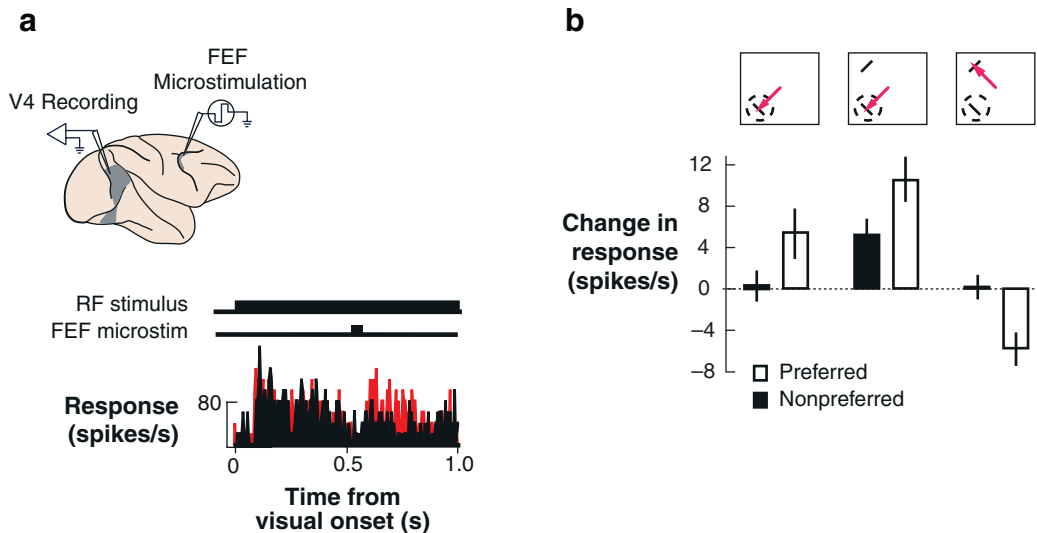 a
FEF
Microstimulation
V4 Recording
RF stimulus
FEF microstim
Response
(spikes/s)
80
0
0.5
1.0
Time from
visual onset (s)
b
Change in
response
(spikes/s)
12
8
4
0
−4
−8
Preferred
Nonpreferred